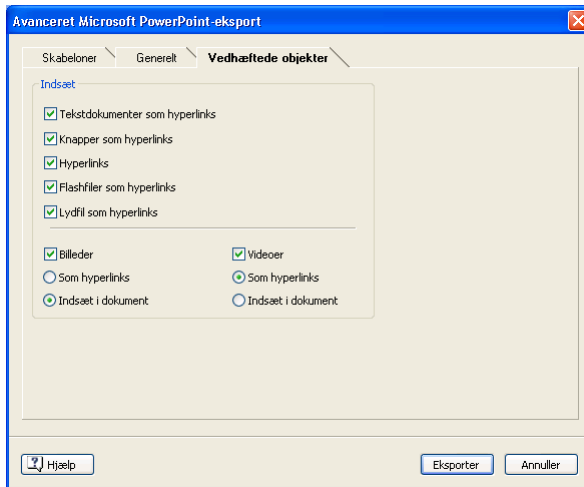 Avanceret Microsoft PowerPoint-eksport
Skabeloner Generelt Vedhæftede objekter
Indsæt
Tekstdokumenter som hyperlinks
Knapper som hyperlinks
Hyperlinks
Flashfiler som hyperlinks
Lydfil som hyperlinks
Billeder Videoer
Som hyperlinks Som hyperlinks
Indsæt i dokument Indsæt i dokument
Hjælp Eksporter Annuller